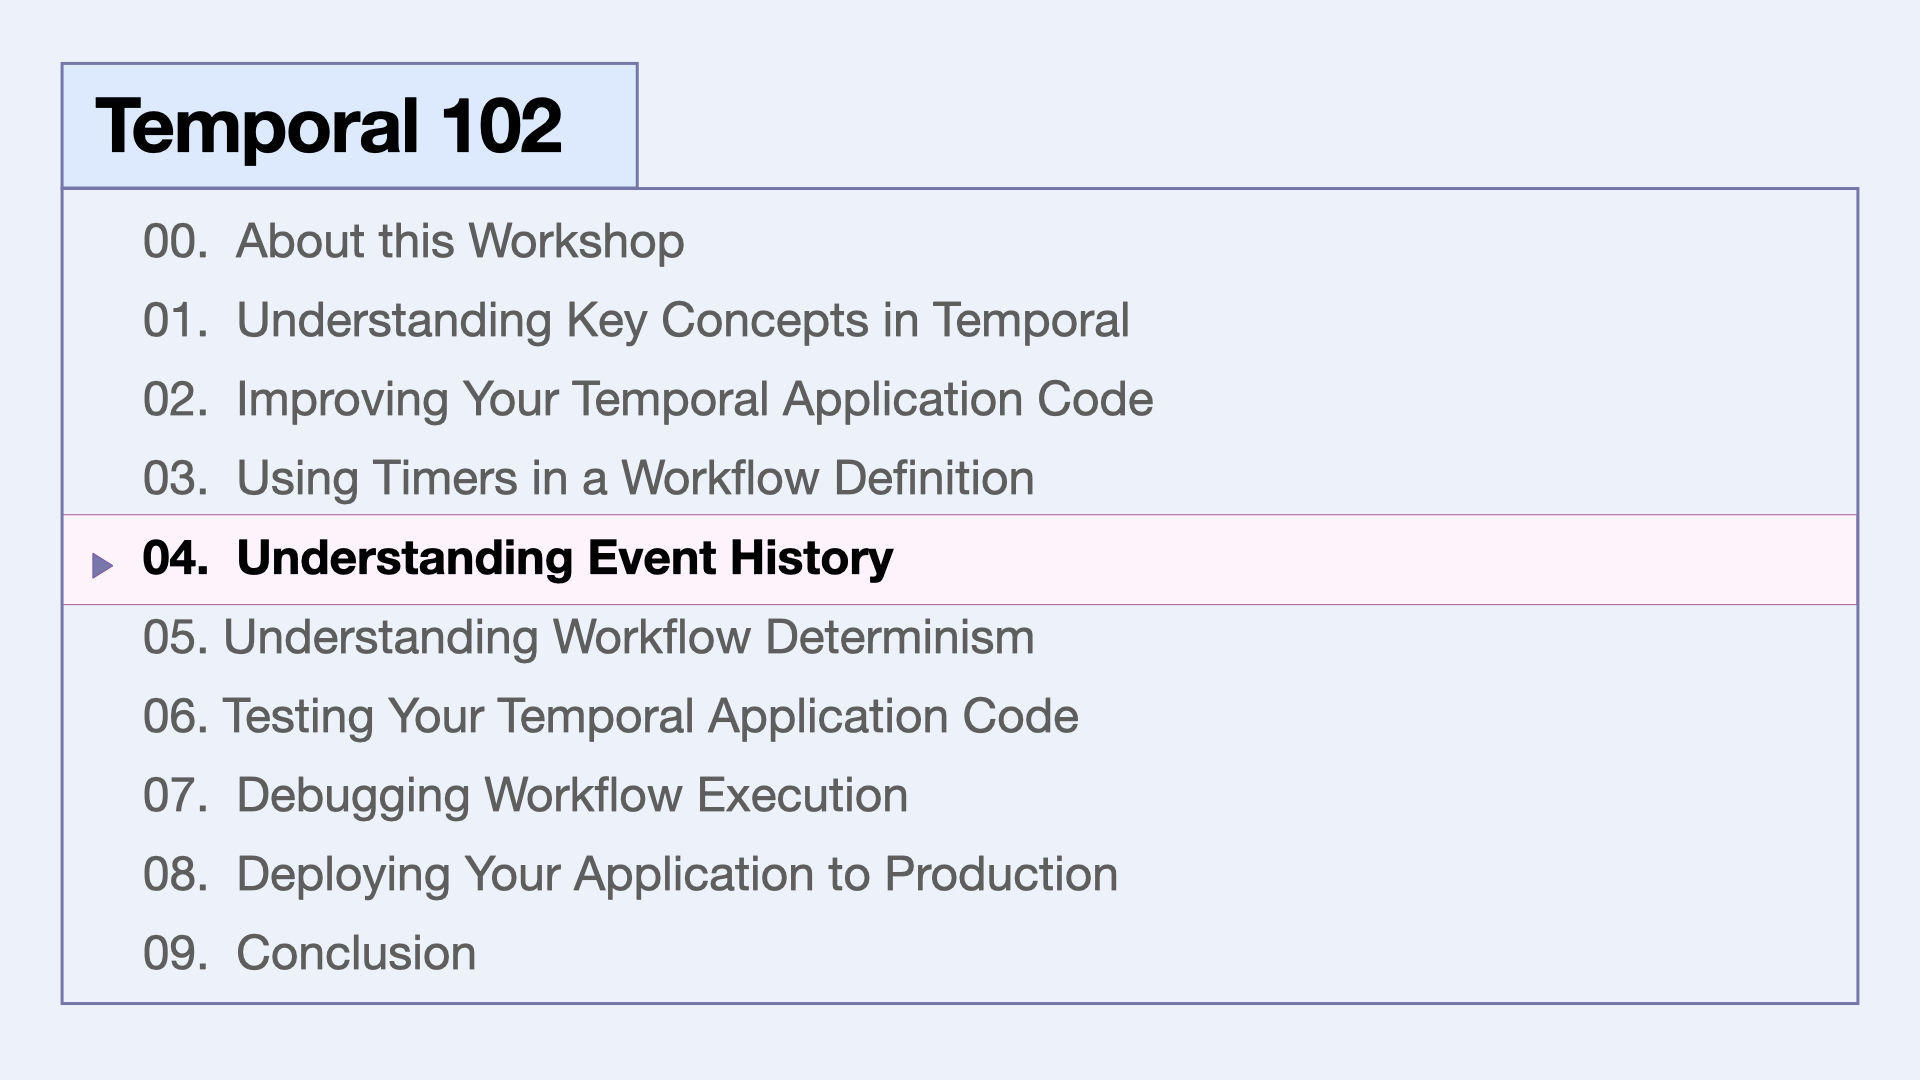 Temporal 102
00. About this Workshop
01. Understanding Key Concepts in Temporal
02. Improving Your Temporal Application Code
03. Using Timers in a Workflow Definition
04. Understanding Event History
05. Understanding Workflow Determinism
06. Testing Your Temporal Application Code
07. Debugging Workflow Execution
08. Deploying Your Application to Production
09. Conclusion